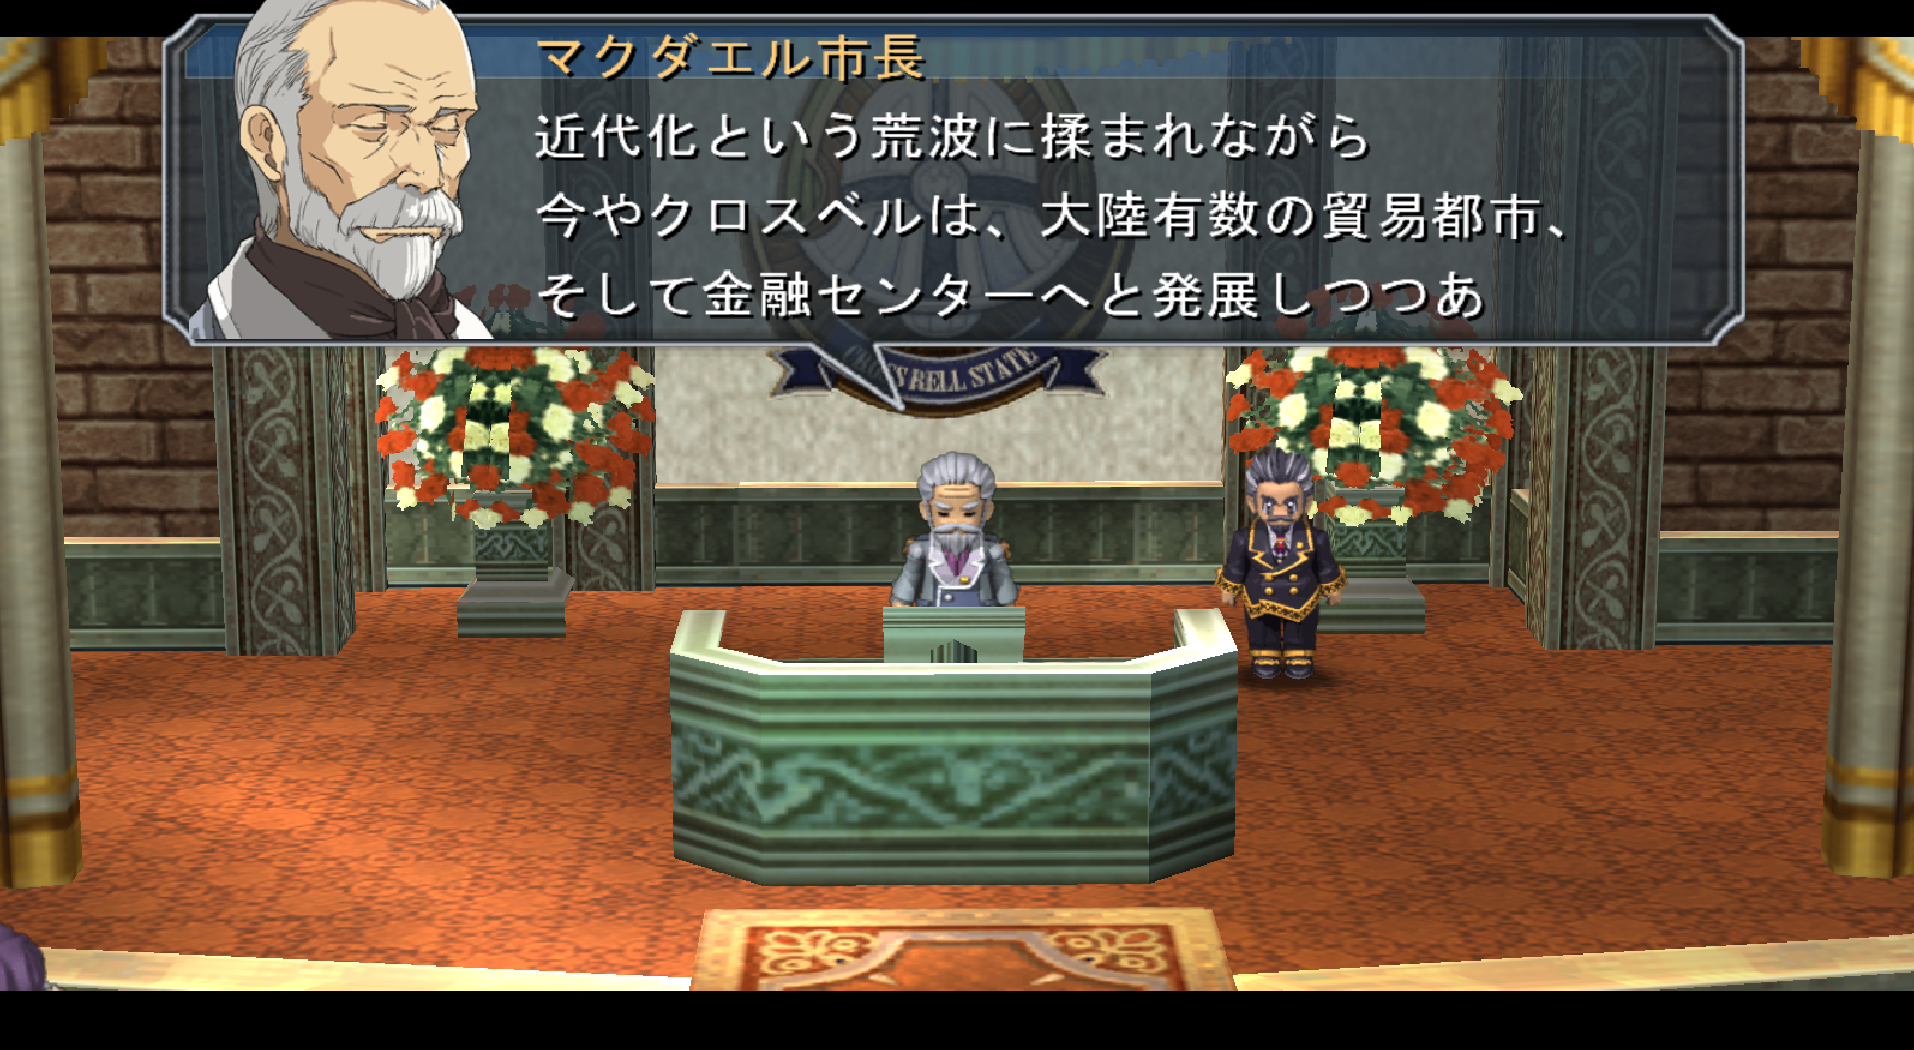 マクダエル市長
近代化という荒波に揉まれながら
今やクロスベルは、大陸有数の貿易都市、
そして金融センターへと発展しつつあ
RELL STATE